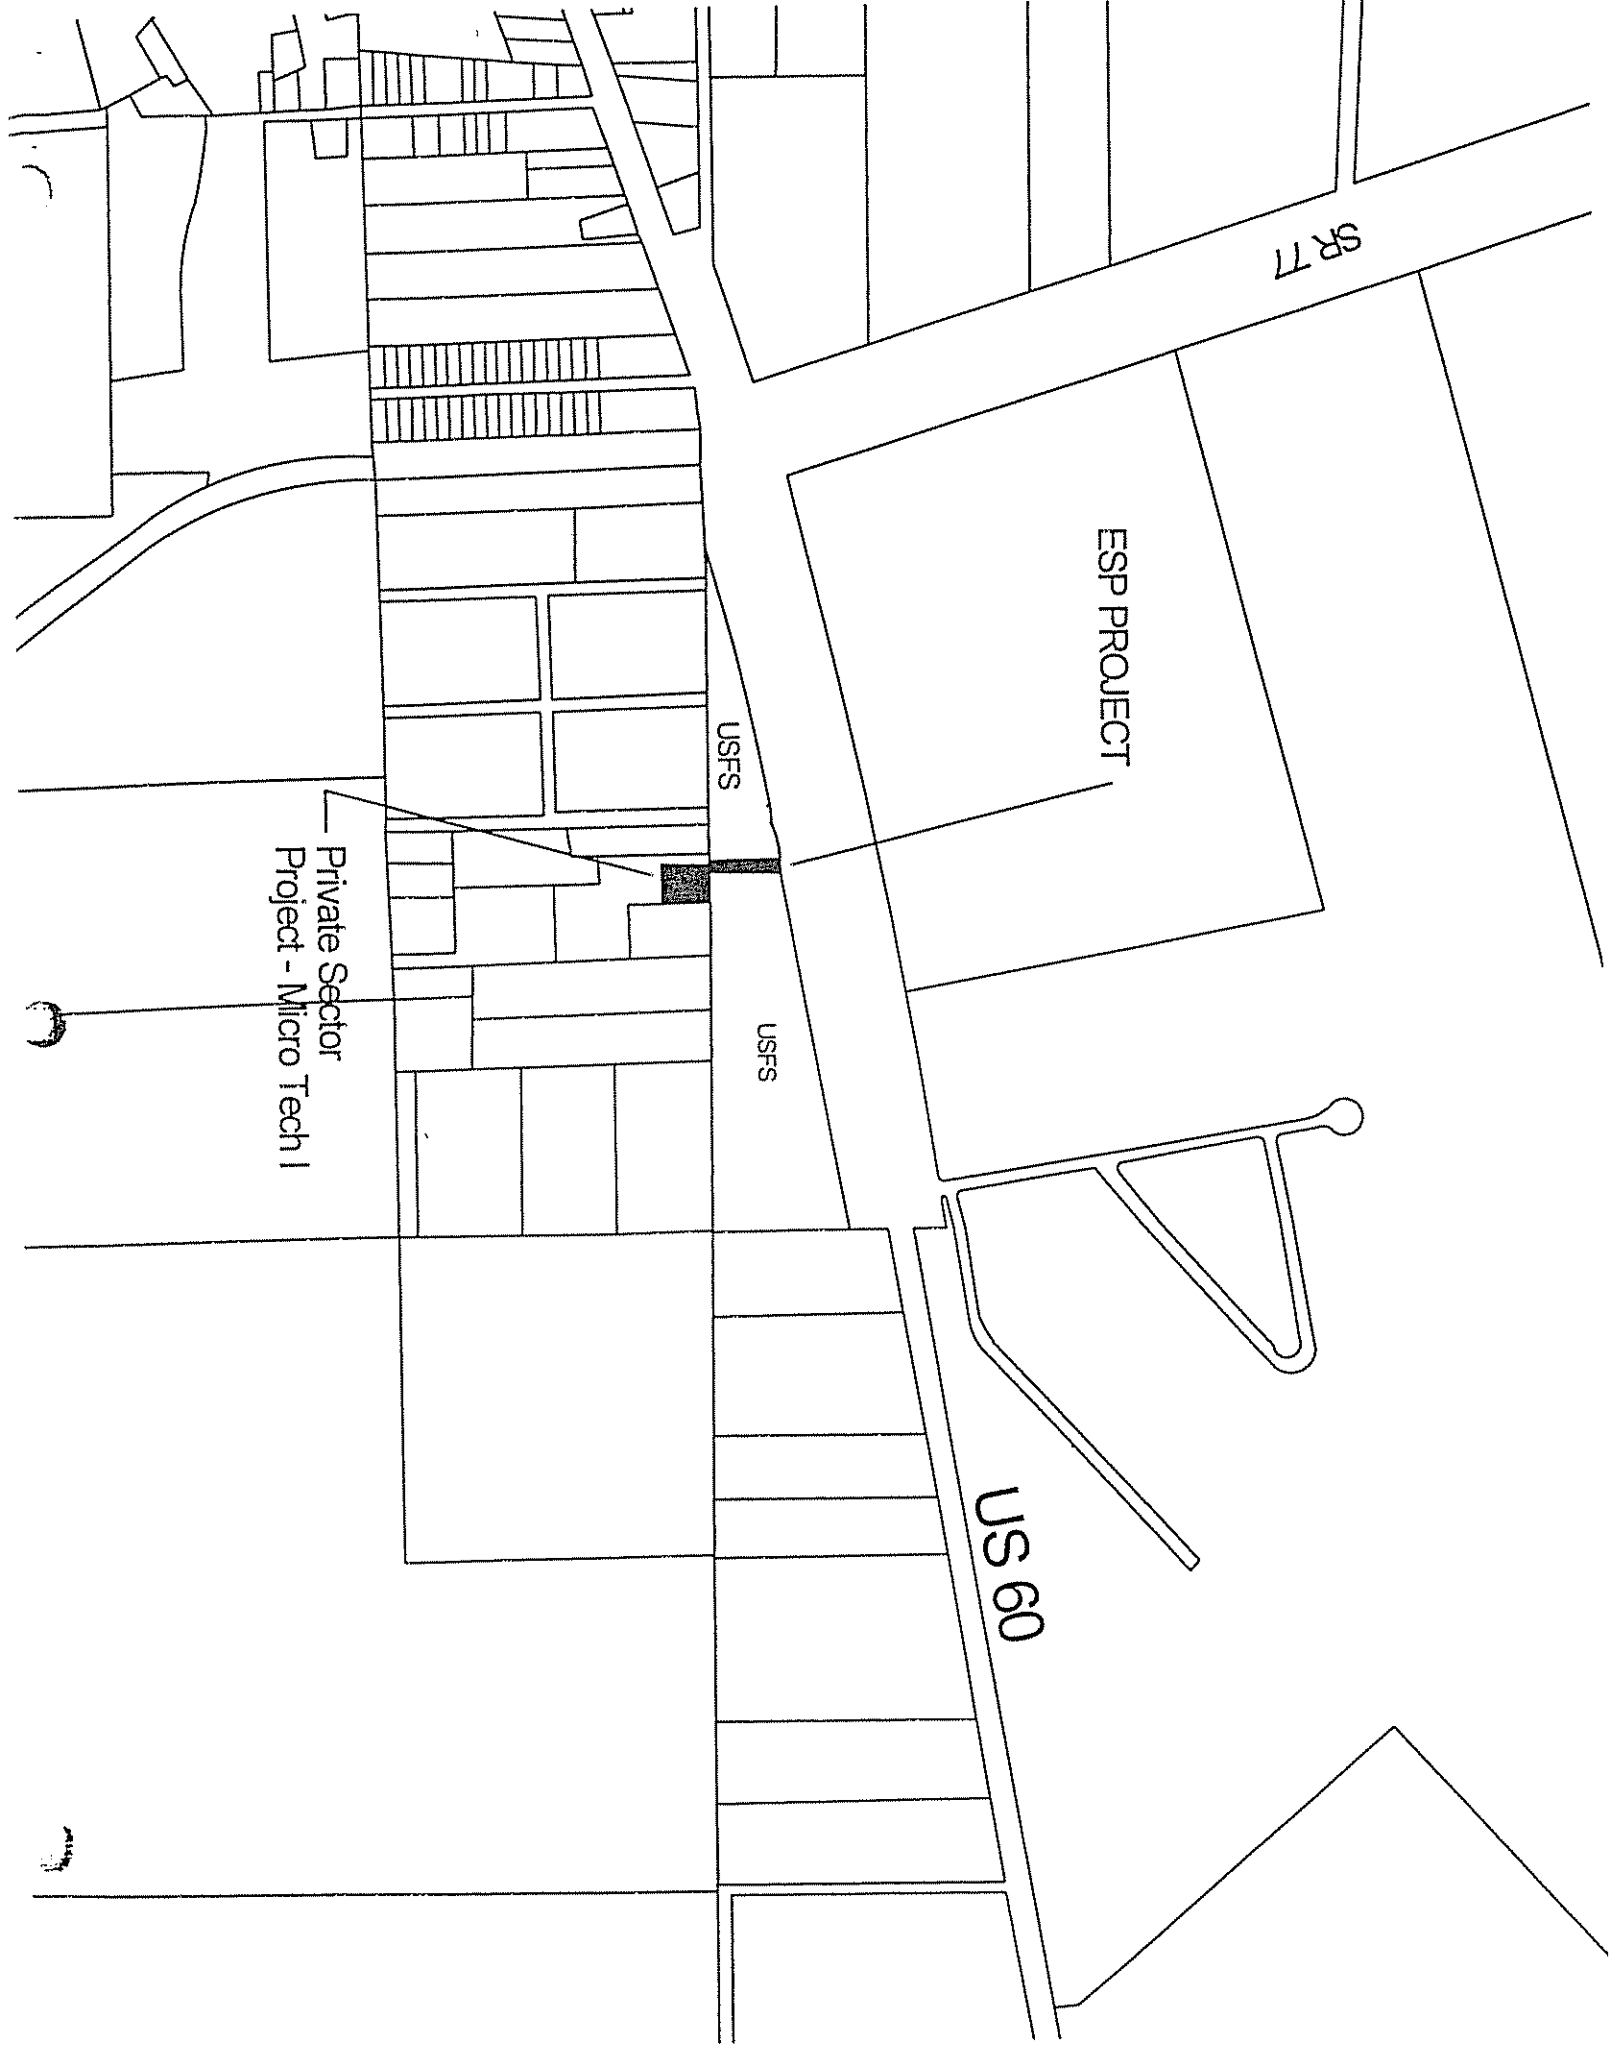 SR 77
ESP PROJECT
USFS
USFS
Private Sector
Project - Micro Tech I
US 60